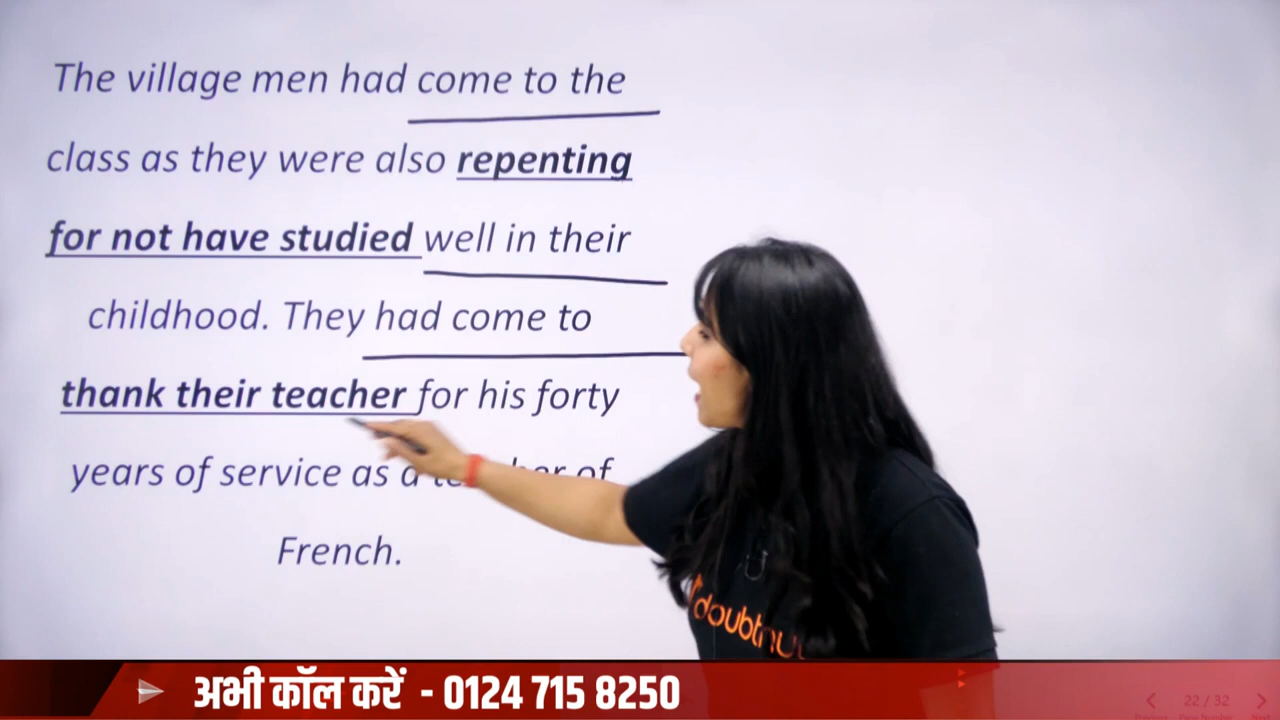 The village men had come to the
class as they were also repenting
for not have studied well in their
childhood. They had come to
thank their teacher for his forty
years of service as a of
French.
doubtnut
अभी कॉल करें - 0124 715 8250
22 / 32